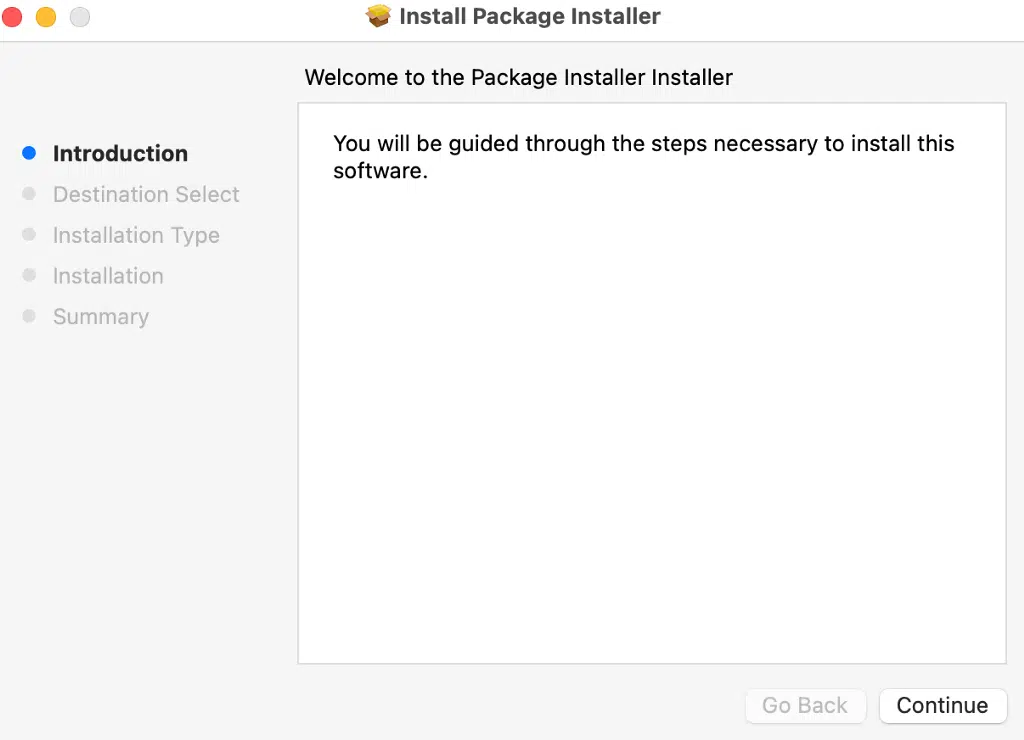 Install Package Installer
Welcome to the Package Installer Installer
Introduction
Destination Select
Installation Type
Installation
Summary
You will be guided through the steps necessary to install this
software.
Go Back
Continue